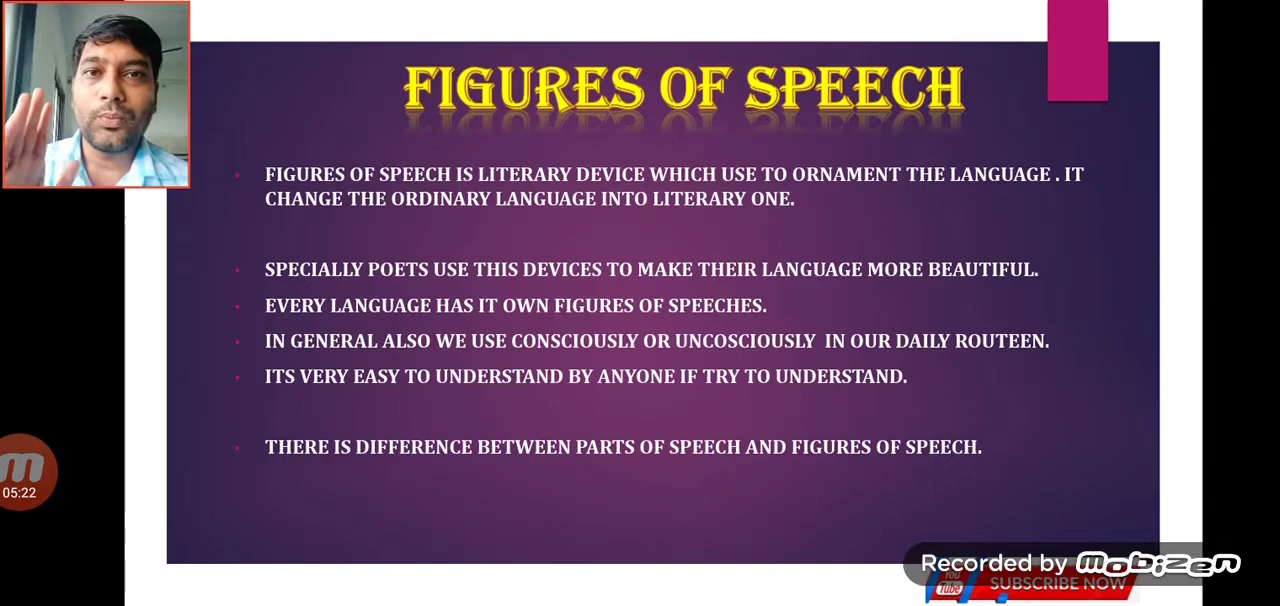 FIGURES OF SPEECH
FIGURES OF SPEECH IS LITERARY DEVICE WHICH USE TO ORNAMENT THE LANGUAGE . IT
CHANGE THE ORDINARY LANGUAGE INTO LITERARY ONE.
SPECIALLY POETS USE THIS DEVICES TO MAKE THEIR LANGUAGE MORE BEAUTIFUL.
EVERY LANGUAGE HAS IT OWN FIGURES OF SPEECHES.
IN GENERAL ALSO WE USE CONSCIOUSLY OR UNCOSCIOUSLY IN OUR DAILY ROUTEEN.
ITS VERY EASY TO UNDERSTAND BY ANYONE IF TRY TO UNDERSTAND.
THERE IS DIFFERENCE BETWEEN PARTS OF SPEECH AND FIGURES OF SPEECH.
m
05:22
Recorded by mobizen
You Tube SUBSCRIBE NOW